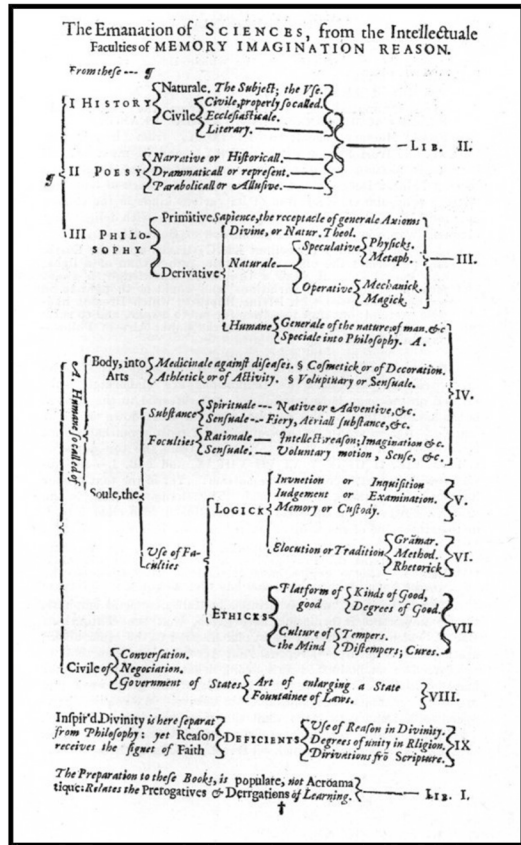 The Emanation of SCIENCES, from the Intellectuale
Faculties of MEMORY IMAGINATION REASON.
From these --- ¶
¶
I HISTORY
Naturale. The Subject; the Vse.
Civile
Civile, properly so called.
Ecclesiasticale.
Literary.
II POESY
Narrative or Historicall.
Drammaticall or represent.
Parabolicall or Allusive.
LIB. II.
III PHILO-
SOPHY
Primitive Sapience, the receptacle of generale Axioms
Derivative
Divine, or Natur. Theol.
Naturale
Speculative
Physicks.
Metaph.
Operative
Mechanick.
Magick.
III.
Humane
Generale of the nature; of man. &c
Speciale into Philosophy. A.
A. Humane so called of
Body, into
Arts
Medicinale against diseases. § Cosmetick or of Decoration.
Athletick or of Activity. § Voluptuary or Sensuale.
Soule, the
Substance
Spirituale --- Native or Adventive, &c.
Sensuale --- Fiery, Aeriall substance, &c.
Faculties
Rationale — Intellect: reason; Imagination &c.
Sensuale. — Voluntary motion, Sense, &c.
IV.
Use of Fa-
culties
LOGICK
Invnetion or Inquisition
Iudgement or Examination.
Memory or Custody.
V.
Elocution or Tradition
Grāmar.
Method.
Rhetorick
VI.
ETHICKS
Platform of
good
Kinds of Good,
Degrees of Good.
Culture of
the Mind
Tempers.
Distempers; Cures.
VII
Civile of
Conversation.
Negociation.
Government of States
Art of enlarging a State
Fountainee of Laws.
VIII.
Inspir'd Divinity is here separat
from Philosophy: yet Reason
receives the signet of Faith
DEFICIENTS
Use of Reason in Divinity.
Degrees of unity in Rligion.
Dirivations frō Scripture.
IX
The Preparation to these Books, is populare, not Acroama
tique: Relates the Prerogatives & Derrgations of Learning.
LIB. I.
†